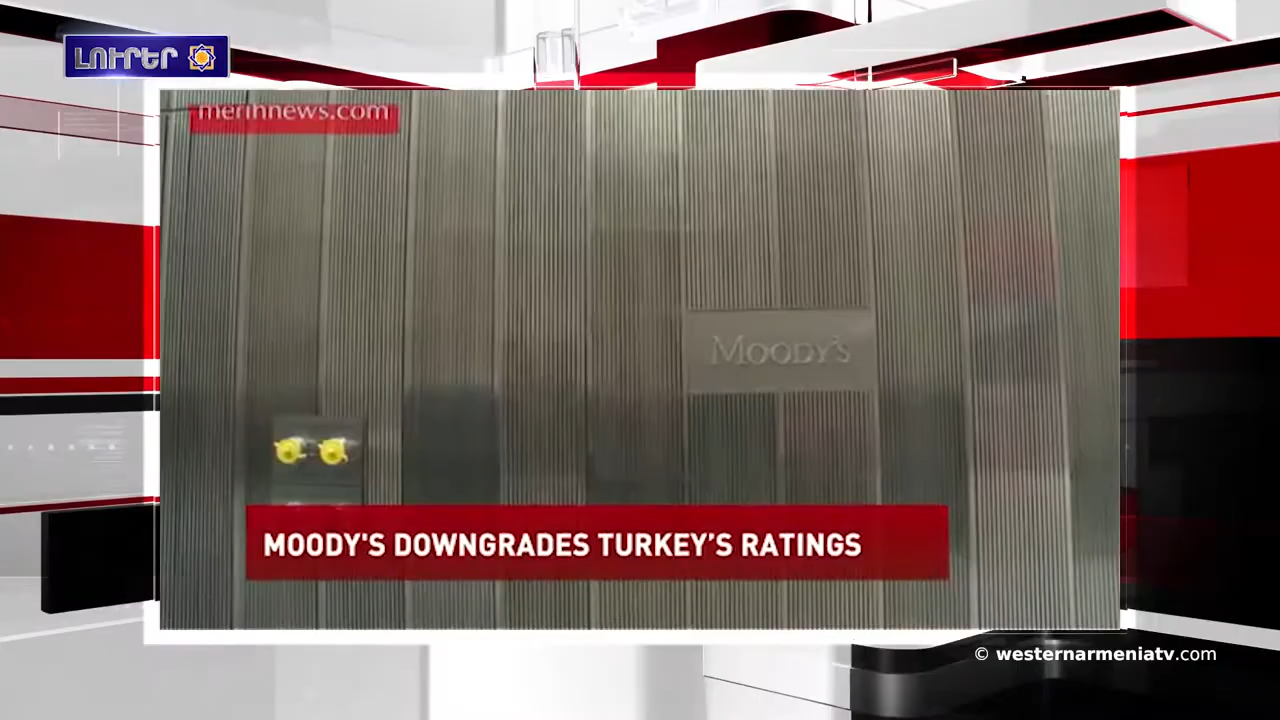 ԼՈՒՐԵՐ
merihnews.com
MOODY'S
MOODY'S DOWNGRADES TURKEY'S RATINGS
© westernarmeniatv.com